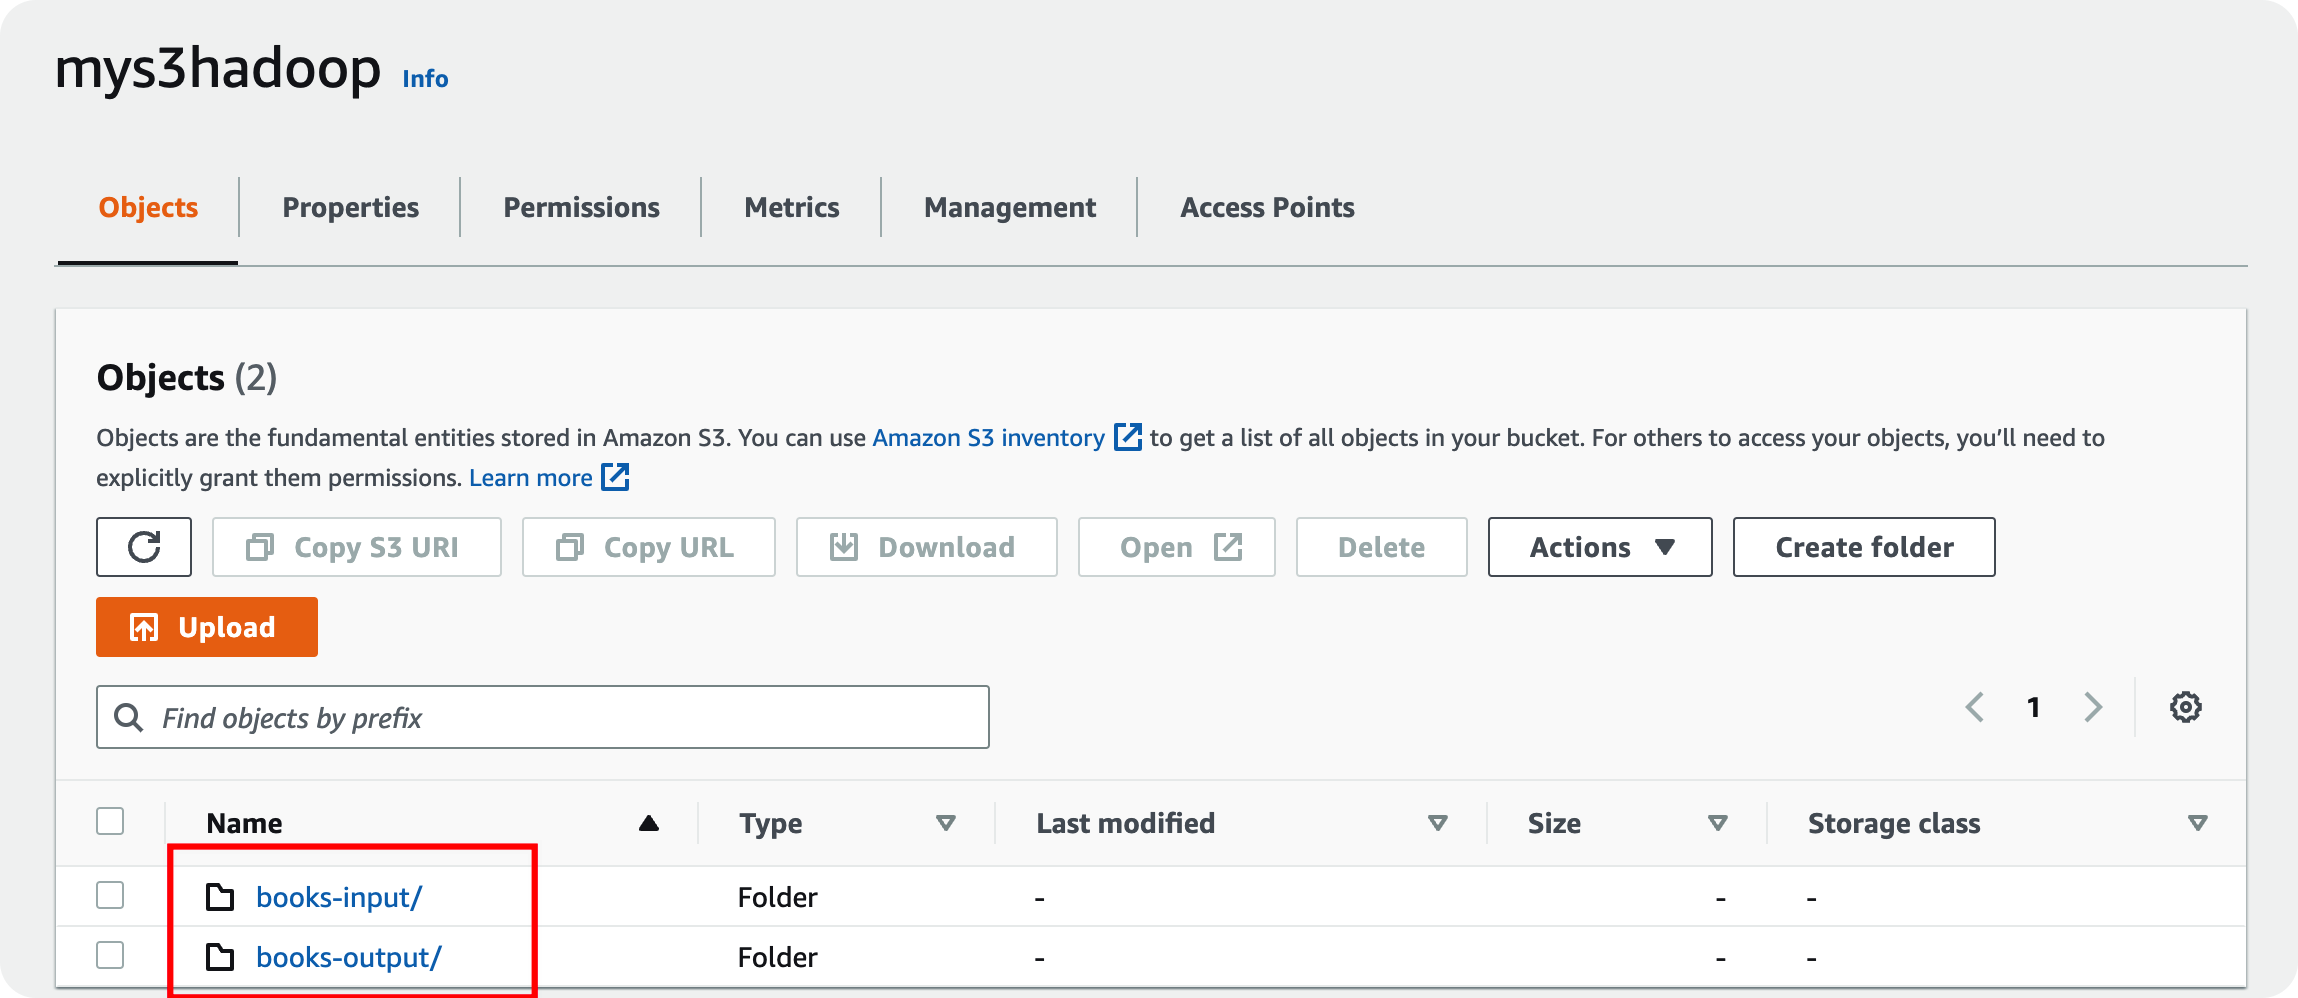 mys3hadoop Info
Objects Properties Permissions Metrics Management Access Points
Objects (2)
Objects are the fundamental entities stored in Amazon S3. You can use Amazon S3 inventory to get a list of all objects in your bucket. For others to access your objects, you’ll need to
explicitly grant them permissions. Learn more
Copy S3 URI Copy URL Download Open Delete Actions Create folder
Upload
Find objects by prefix 1
Name Type Last modified Size Storage class
books-input/ Folder - - -
books-output/ Folder - - -